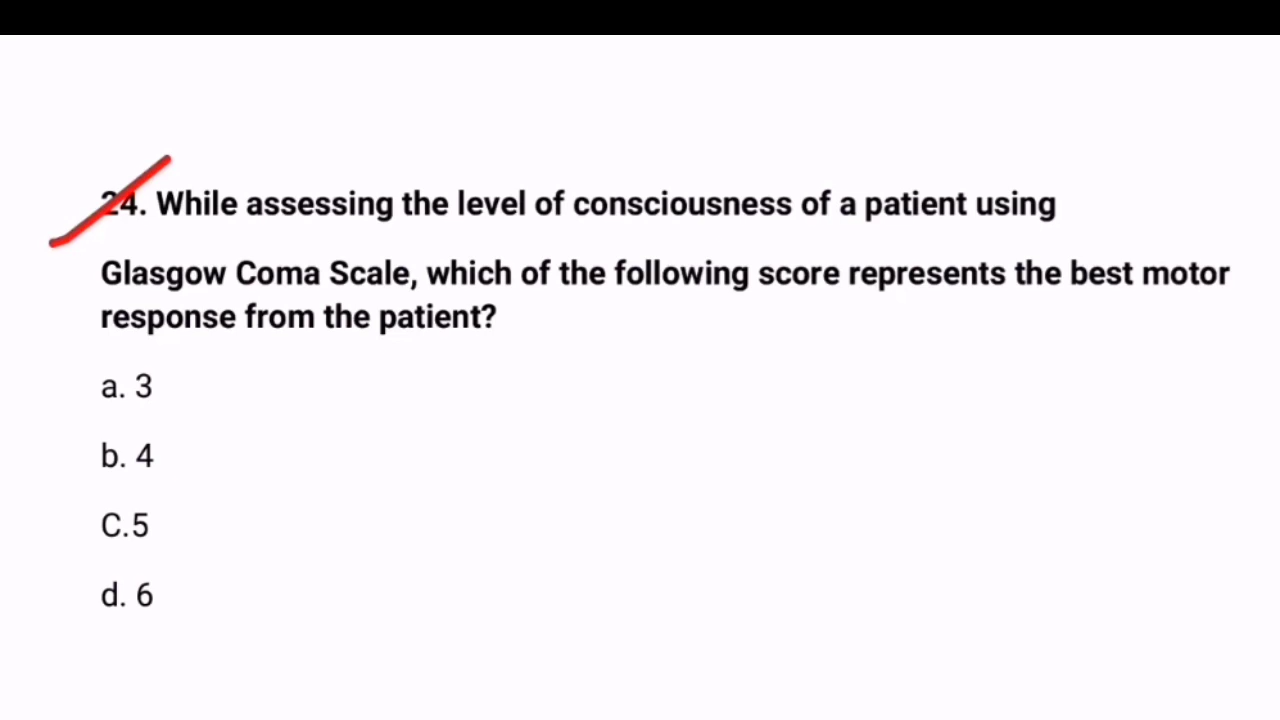 24. While assessing the level of consciousness of a patient using
Glasgow Coma Scale, which of the following score represents the best motor
response from the patient?
a. 3
b. 4
C.5
d. 6